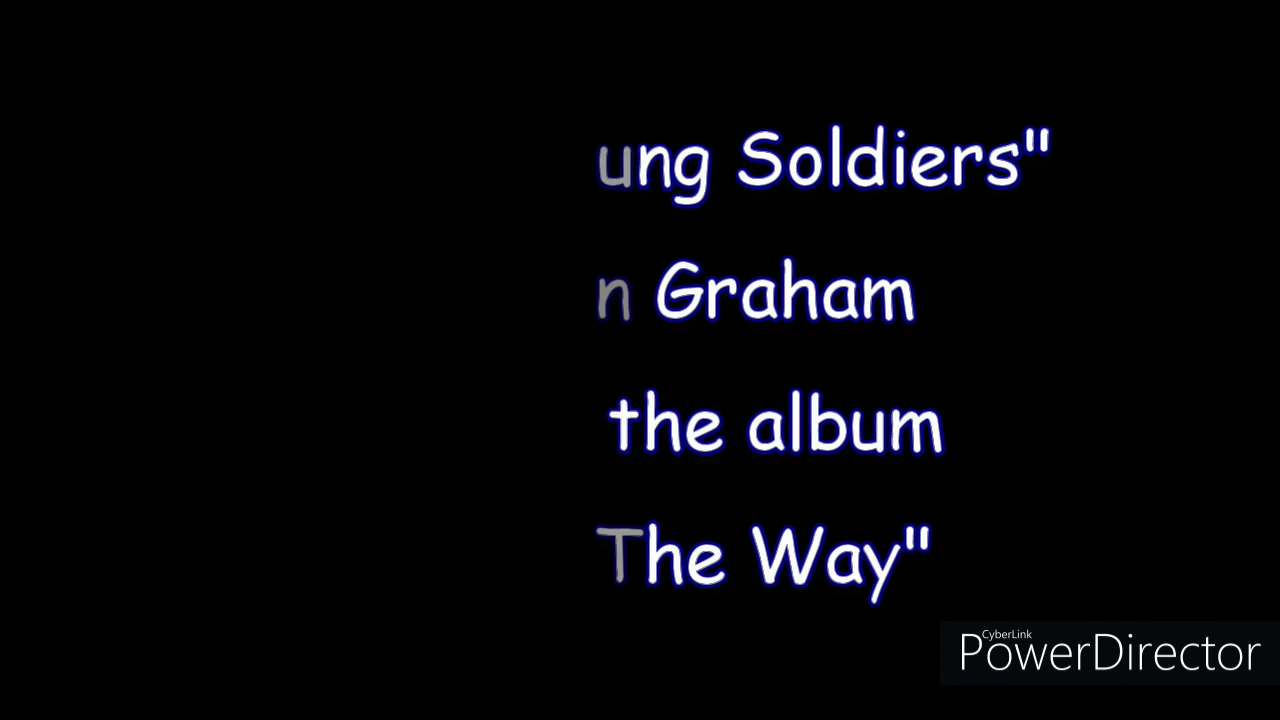 ung Soldiers"
n Graham
the album
The Way"
CyberLink
PowerDirector